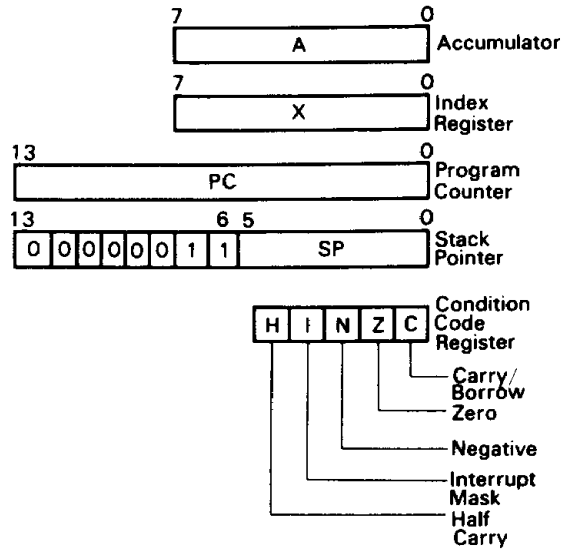 7 0
A Accumulator
7 0
X Index
Register
13 0
PC Program
Counter
13 6 5 0
0 0 0 0 0 0 1 1 SP Stack
Pointer
H I N Z C Condition
Code
Register
Carry/
Borrow
Zero
Negative
Interrupt
Mask
Half
Carry